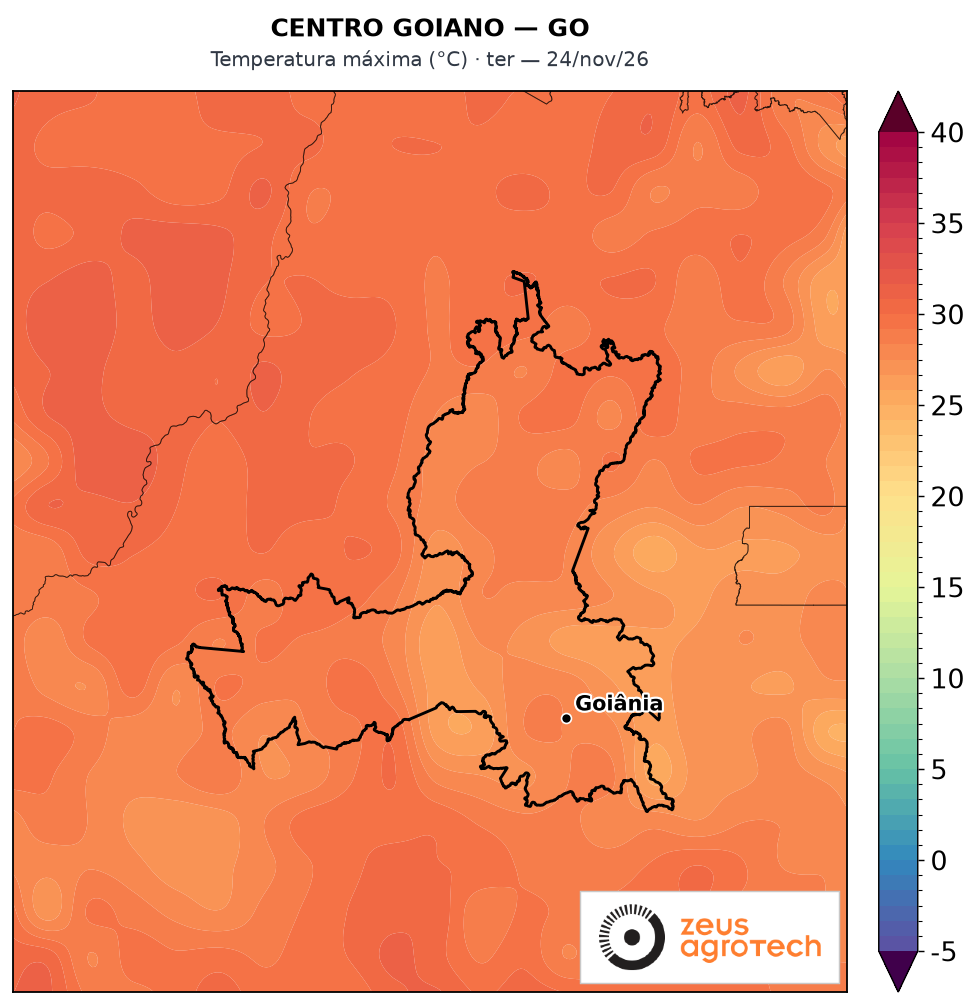 CENTRO GOIANO — GO
Temperatura máxima (°C) · ter — 24/nov/26
40
35
30
25
20
15
10
5
0
-5
Goiânia
zeus
agrotech